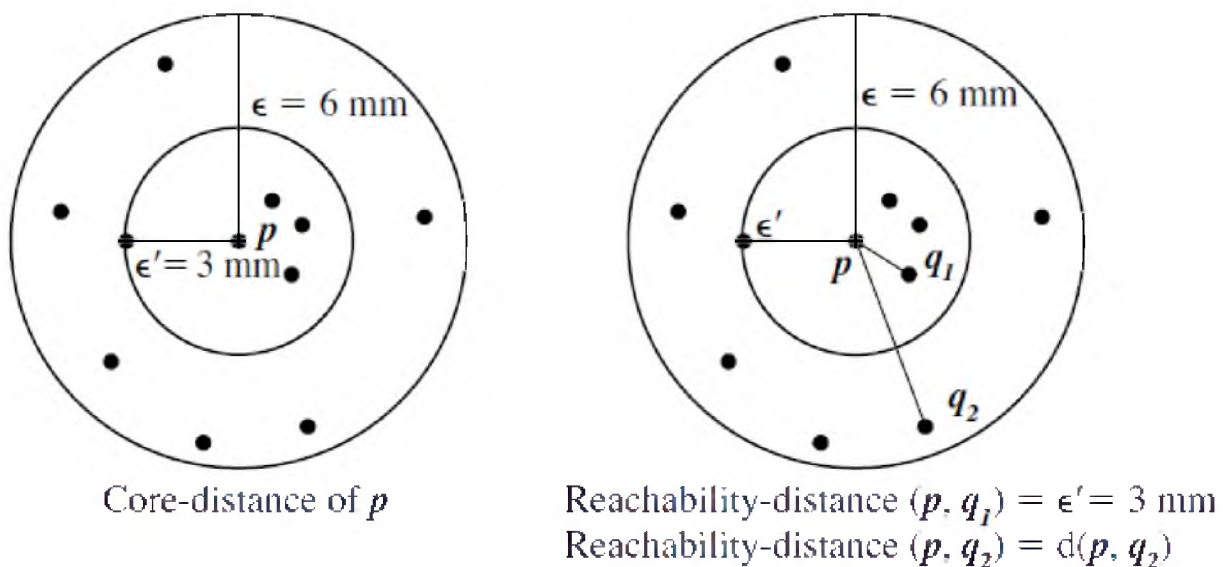 ϵ = 6 mm
p
ϵ′= 3 mm
Core-distance of p
ϵ = 6 mm
ϵ′
p
q₁
q₂
Reachability-distance (p, q₁) = ϵ′= 3 mm
Reachability-distance (p, q₂) = d(p, q₂)